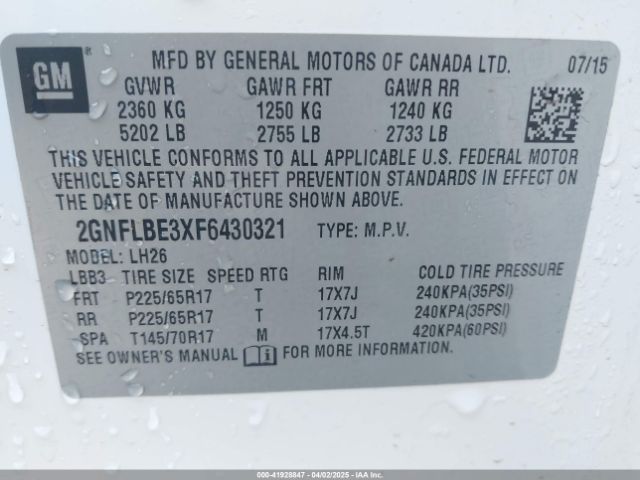 GM ®
MFD BY GENERAL MOTORS OF CANADA LTD. 07/15
GVWR GAWR FRT GAWR RR
2360 KG 1250 KG 1240 KG
5202 LB 2755 LB 2733 LB
THIS VEHICLE CONFORMS TO ALL APPLICABLE U.S. FEDERAL MOTOR
VEHICLE SAFETY AND THEFT PREVENTION STANDARDS IN EFFECT ON
THE DATE OF MANUFACTURE SHOWN ABOVE.
2GNFLBE3XF6430321 TYPE: M.P.V.
MODEL: LH26
LBB3 TIRE SIZE SPEED RTG RIM COLD TIRE PRESSURE
FRT P225/65R17 T 17X7J 240KPA(35PSI)
RR P225/65R17 T 17X7J 240KPA(35PSI)
SPA T145/70R17 M 17X4.5T 420KPA(60PSI)
SEE OWNER'S MANUAL i FOR MORE INFORMATION.
000-41928847 - 04/02/2025 - IAAI.COM